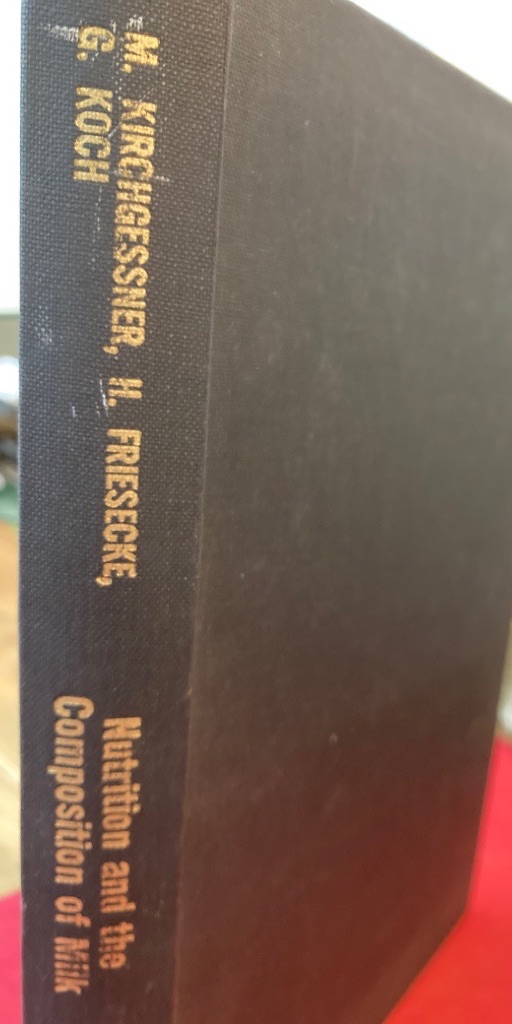 M. KIRCHGESSNER, H. FRIESECKE,
G. KOCH
Nutrition and the
Composition of Milk